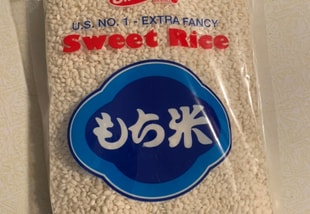 U.S. NO. 1 - EXTRA FANCY
Sweet Rice
もち米